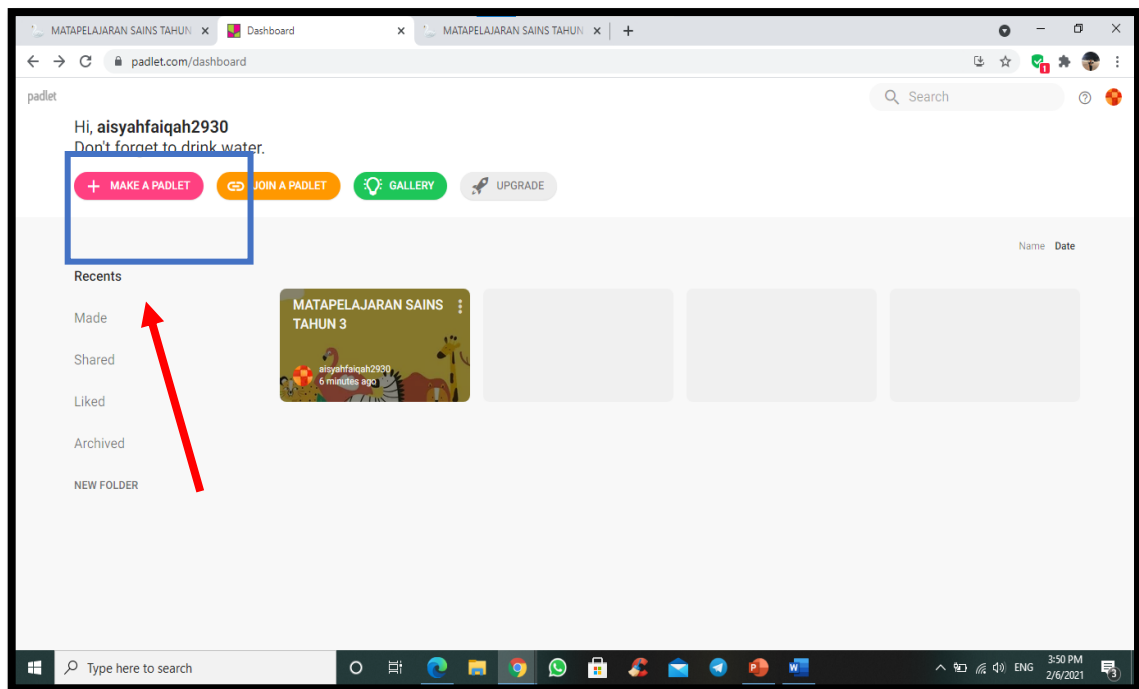 MATAPELAJARAN SAINS TAHUN
Dashboard
MATAPELAJARAN SAINS TAHUN
padlet.com/dashboard
1
padlet
Search
Hi, aisyahfaiqah2930
Don't forget to drink water.
MAKE A PADLET
JOIN A PADLET
GALLERY
UPGRADE
Name Date
Recents
Made
Shared
Liked
Archived
NEW FOLDER
MATAPELAJARAN SAINS
TAHUN 3
aisyahfaiqah2930
6 minutes ago
Type here to search
ENG
3:50 PM
2/6/2021
3